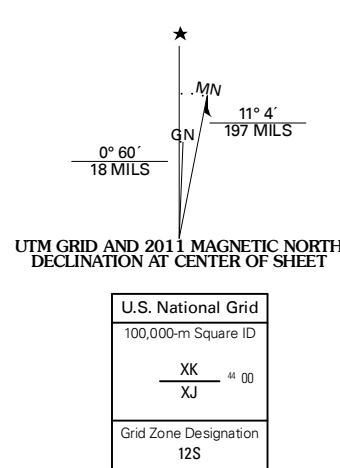 ★
MN
GN
11° 4´
197 MILS
0° 60´
18 MILS
UTM GRID AND 2011 MAGNETIC NORTH
DECLINATION AT CENTER OF SHEET
U.S. National Grid
100,000-m Square ID
XK
44 00
XJ
Grid Zone Designation
12S